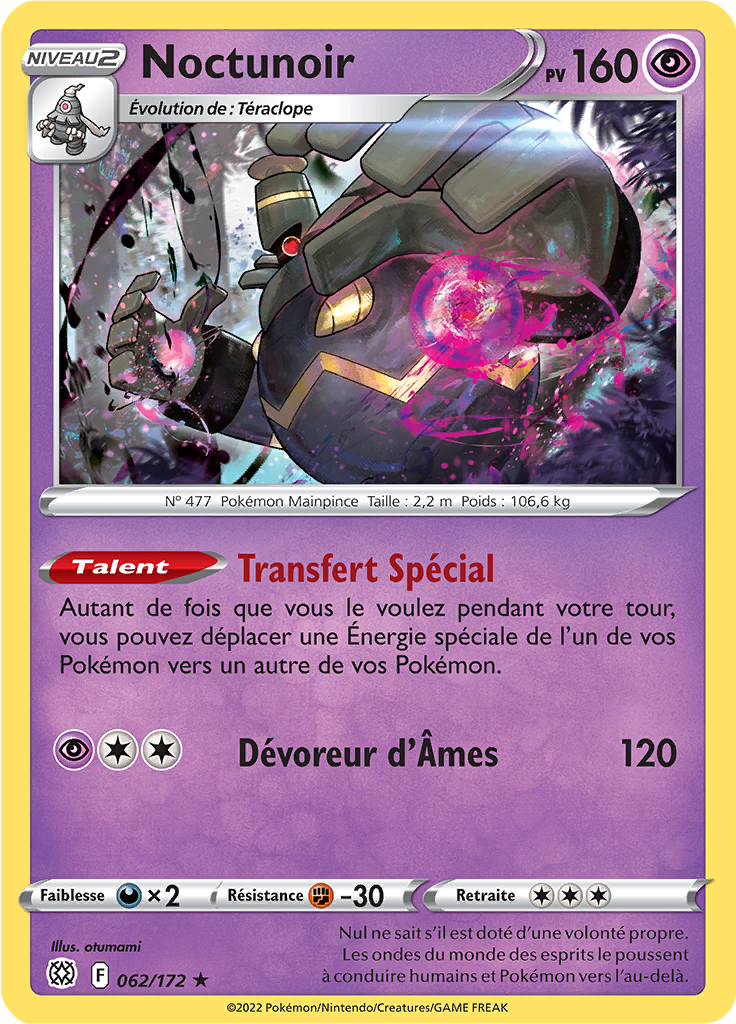 NIVEAU 2
Noctunoir
PV 160
Évolution de : Téraclope
N° 477 Pokémon Mainpince Taille : 2,2 m Poids : 106,6 kg
Talent Transfert Spécial
Autant de fois que vous le voulez pendant votre tour,
vous pouvez déplacer une Énergie spéciale de l'un de vos
Pokémon vers un autre de vos Pokémon.
Dévoreur d'Âmes 120
Faiblesse ×2 Résistance -30 Retraite
Illus. otumami
Nul ne sait s'il est doté d'une volonté propre.
Les ondes du monde des esprits le poussent
à conduire humains et Pokémon vers l'au-delà.
F 062/172 ★
©2022 Pokémon/Nintendo/Creatures/GAME FREAK